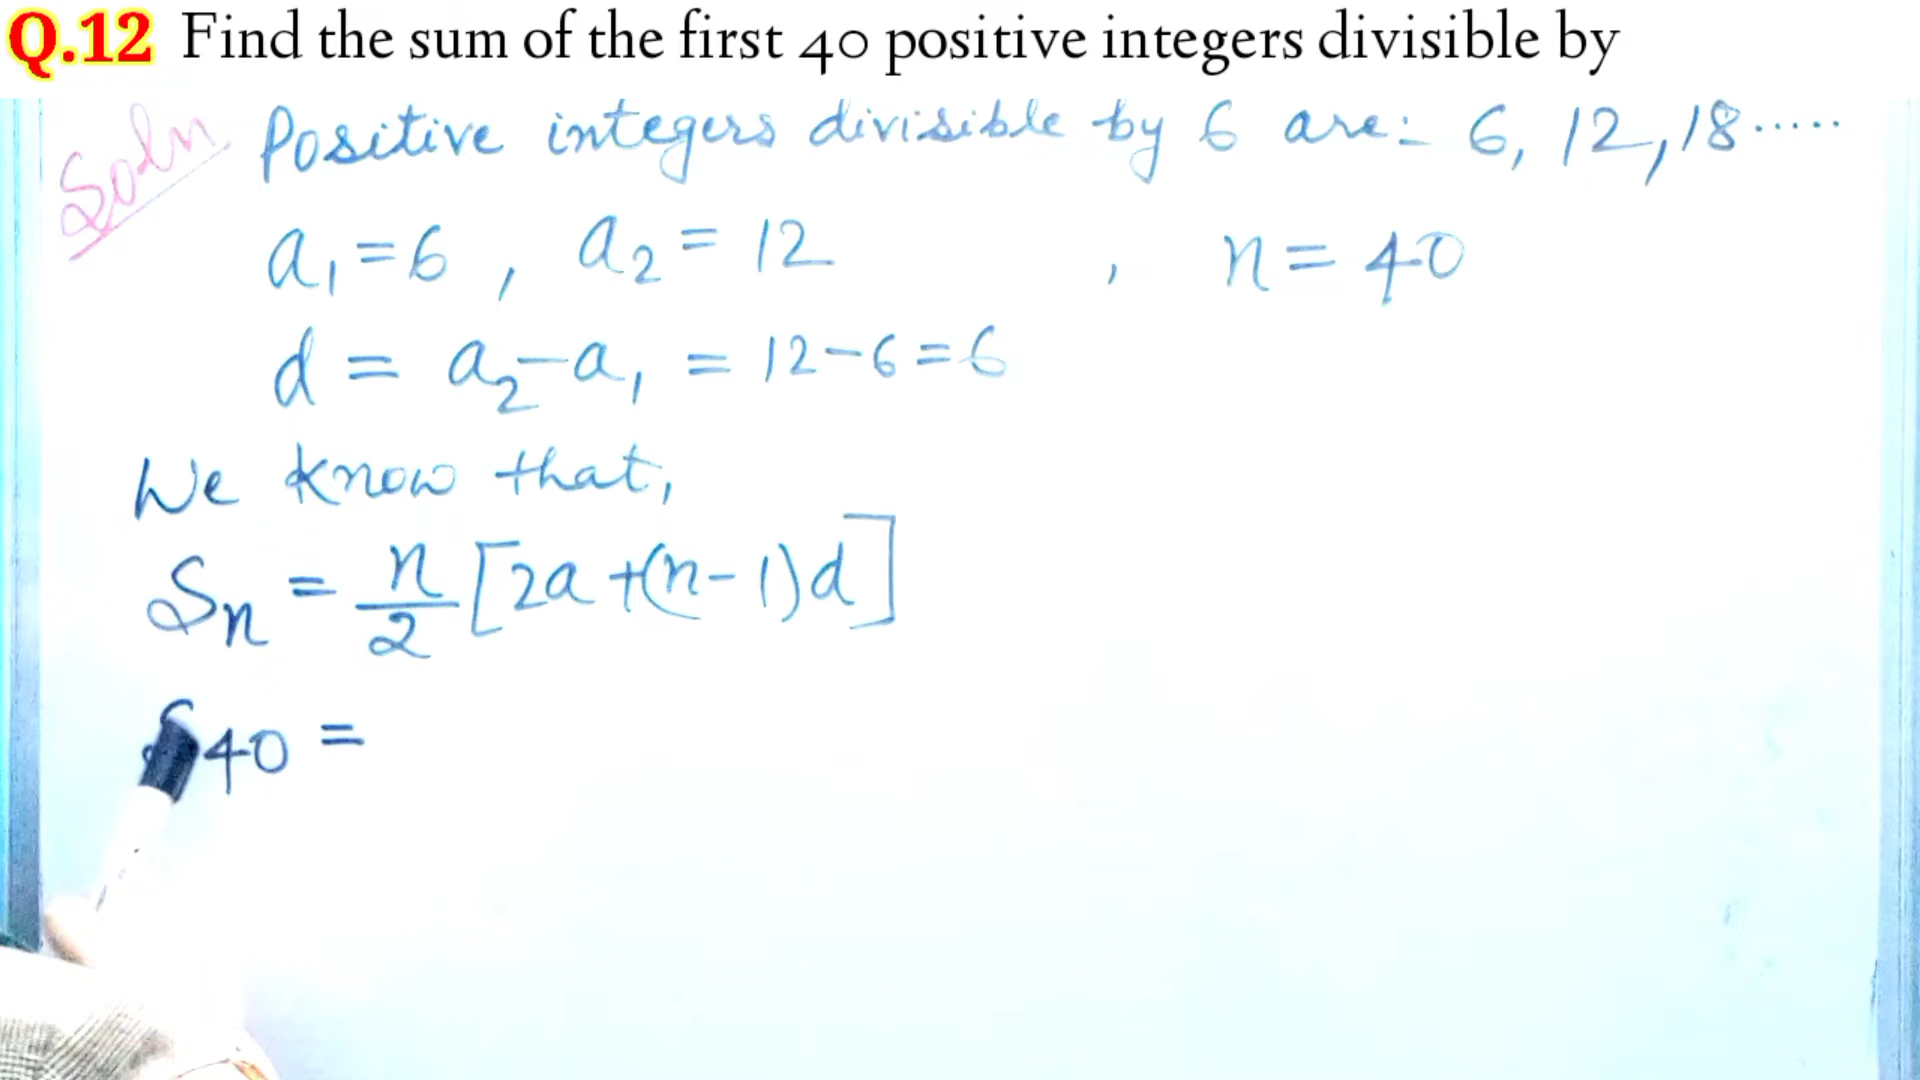 Q.12 Find the sum of the first 40 positive integers divisible by
Soln Positive integers divisible by 6 are:- 6, 12, 18.....
a₁ = 6 , a₂ = 12 , n = 40
d = a₂ - a₁ = 12 - 6 = 6
We know that,
Sn = n/2 [2a + (n-1)d]
S40 =